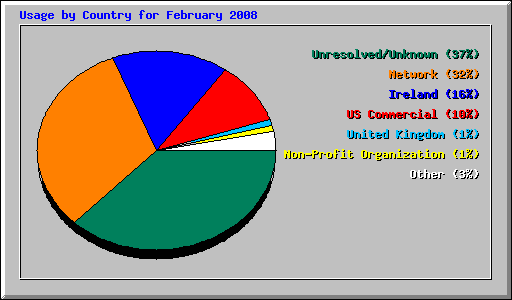 Usage by Country for February 2008
Unresolved/Unknown (37%)
Network (32%)
Ireland (16%)
US Commercial (10%)
United Kingdom (1%)
Non-Profit Organization (1%)
Other (3%)